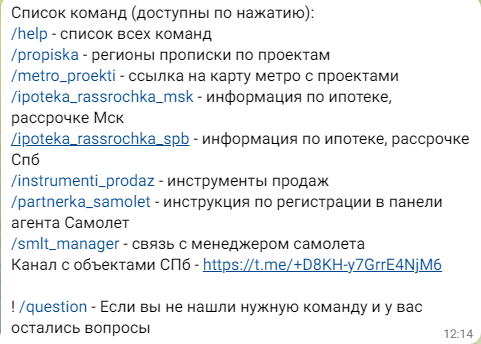 Список команд (доступны по нажатию):
/help - список всех команд
/propiska - регионы прописки по проектам
/metro_proekti - ссылка на карту метро с проектами
/ipoteka_rassrochka_msk - информация по ипотеке,
рассрочке Мск
/ipoteka_rassrochka_spb - информация по ипотеке, рассрочке
Спб
/instrumenti_prodaz - инструменты продаж
/partnerka_samolet - инструкция по регистрации в панели
агента Самолет
/smlt_manager - связь с менеджером самолета
Канал с объектами СПб - https://t.me/+D8KH-y7GrrE4NjM6
! /question - Если вы не нашли нужную команду и у вас
остались вопросы
12:14